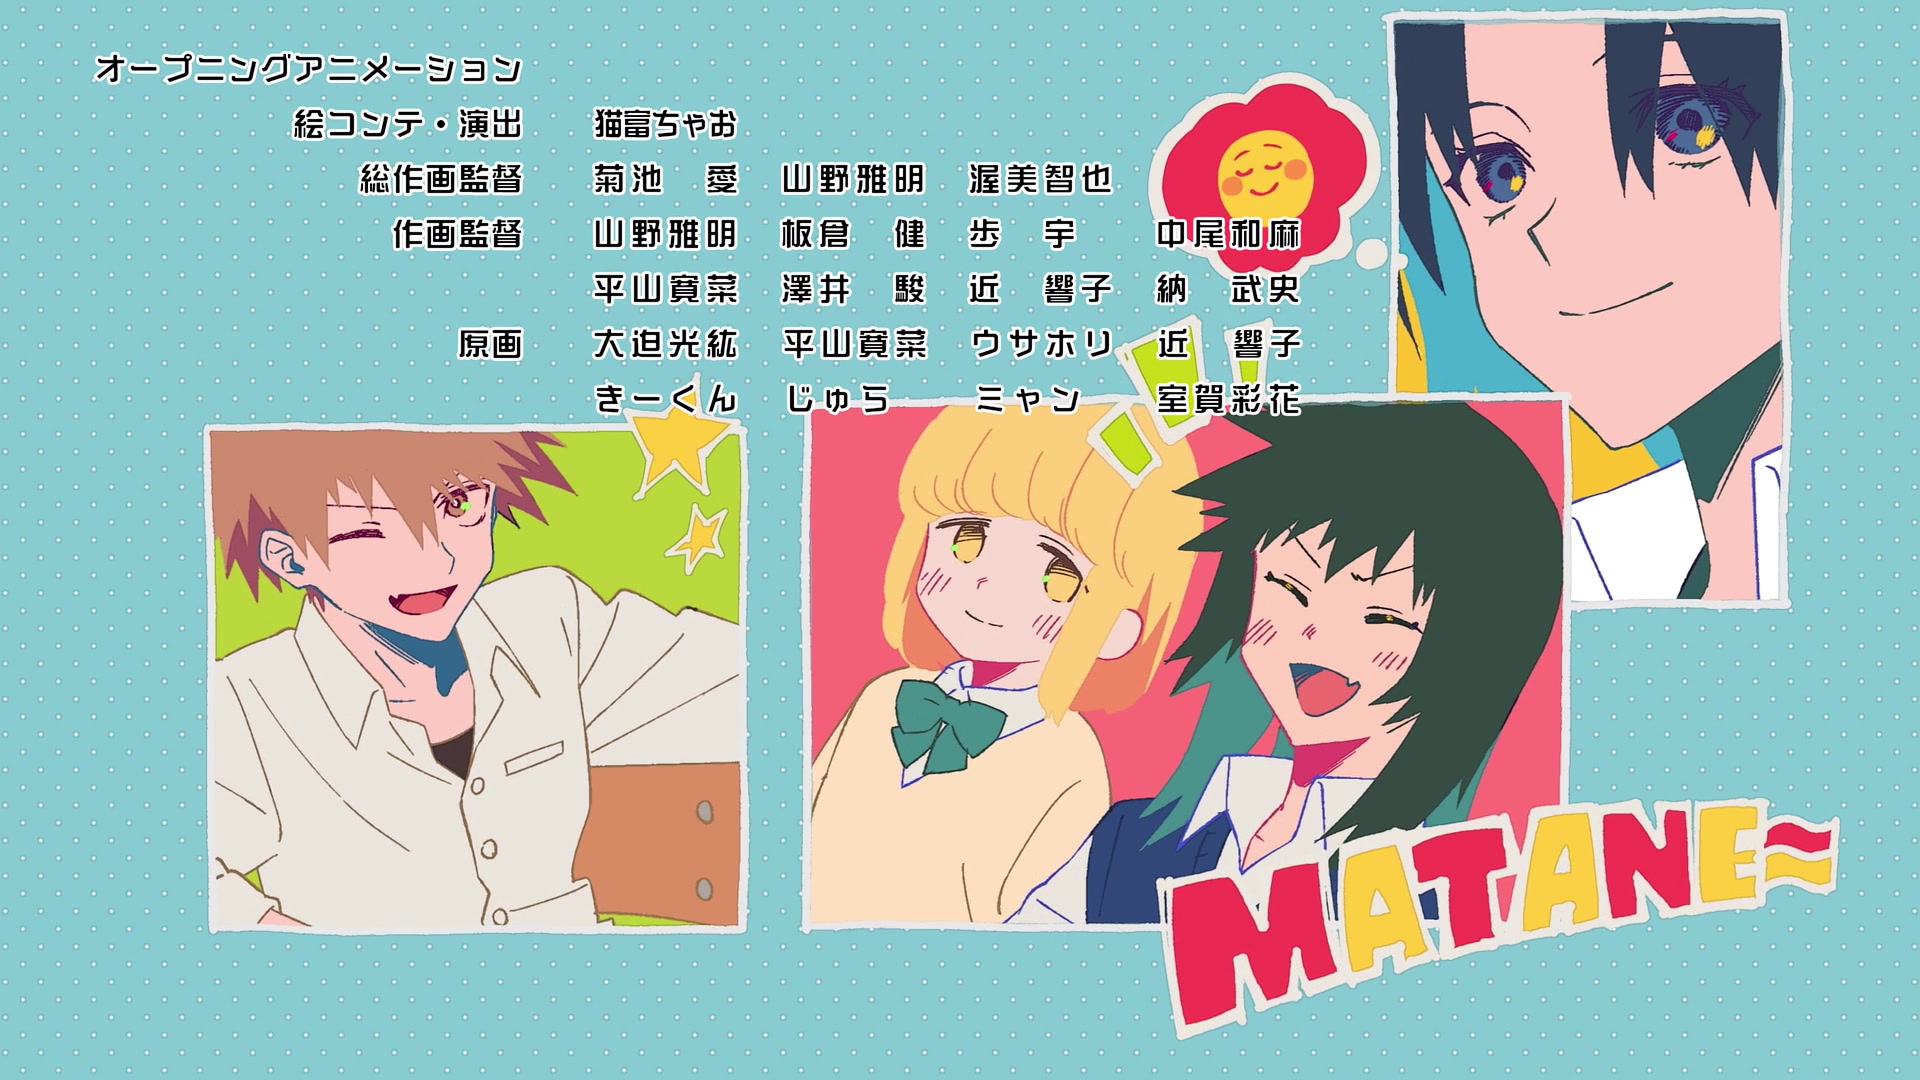 オープニングアニメーション
絵コンテ・演出 猫富ちゃお
総作画監督 菊池 愛 山野雅明 渥美智也
作画監督 山野雅明 板倉 健 歩 宇 中尾和麻
平山寛菜 澤井 駿 近 響子 納 武史
原画 大迫光紘 平山寛菜 ウサホリ 近 響子
きーくん じゅら ミャン 室賀彩花
MATANE~